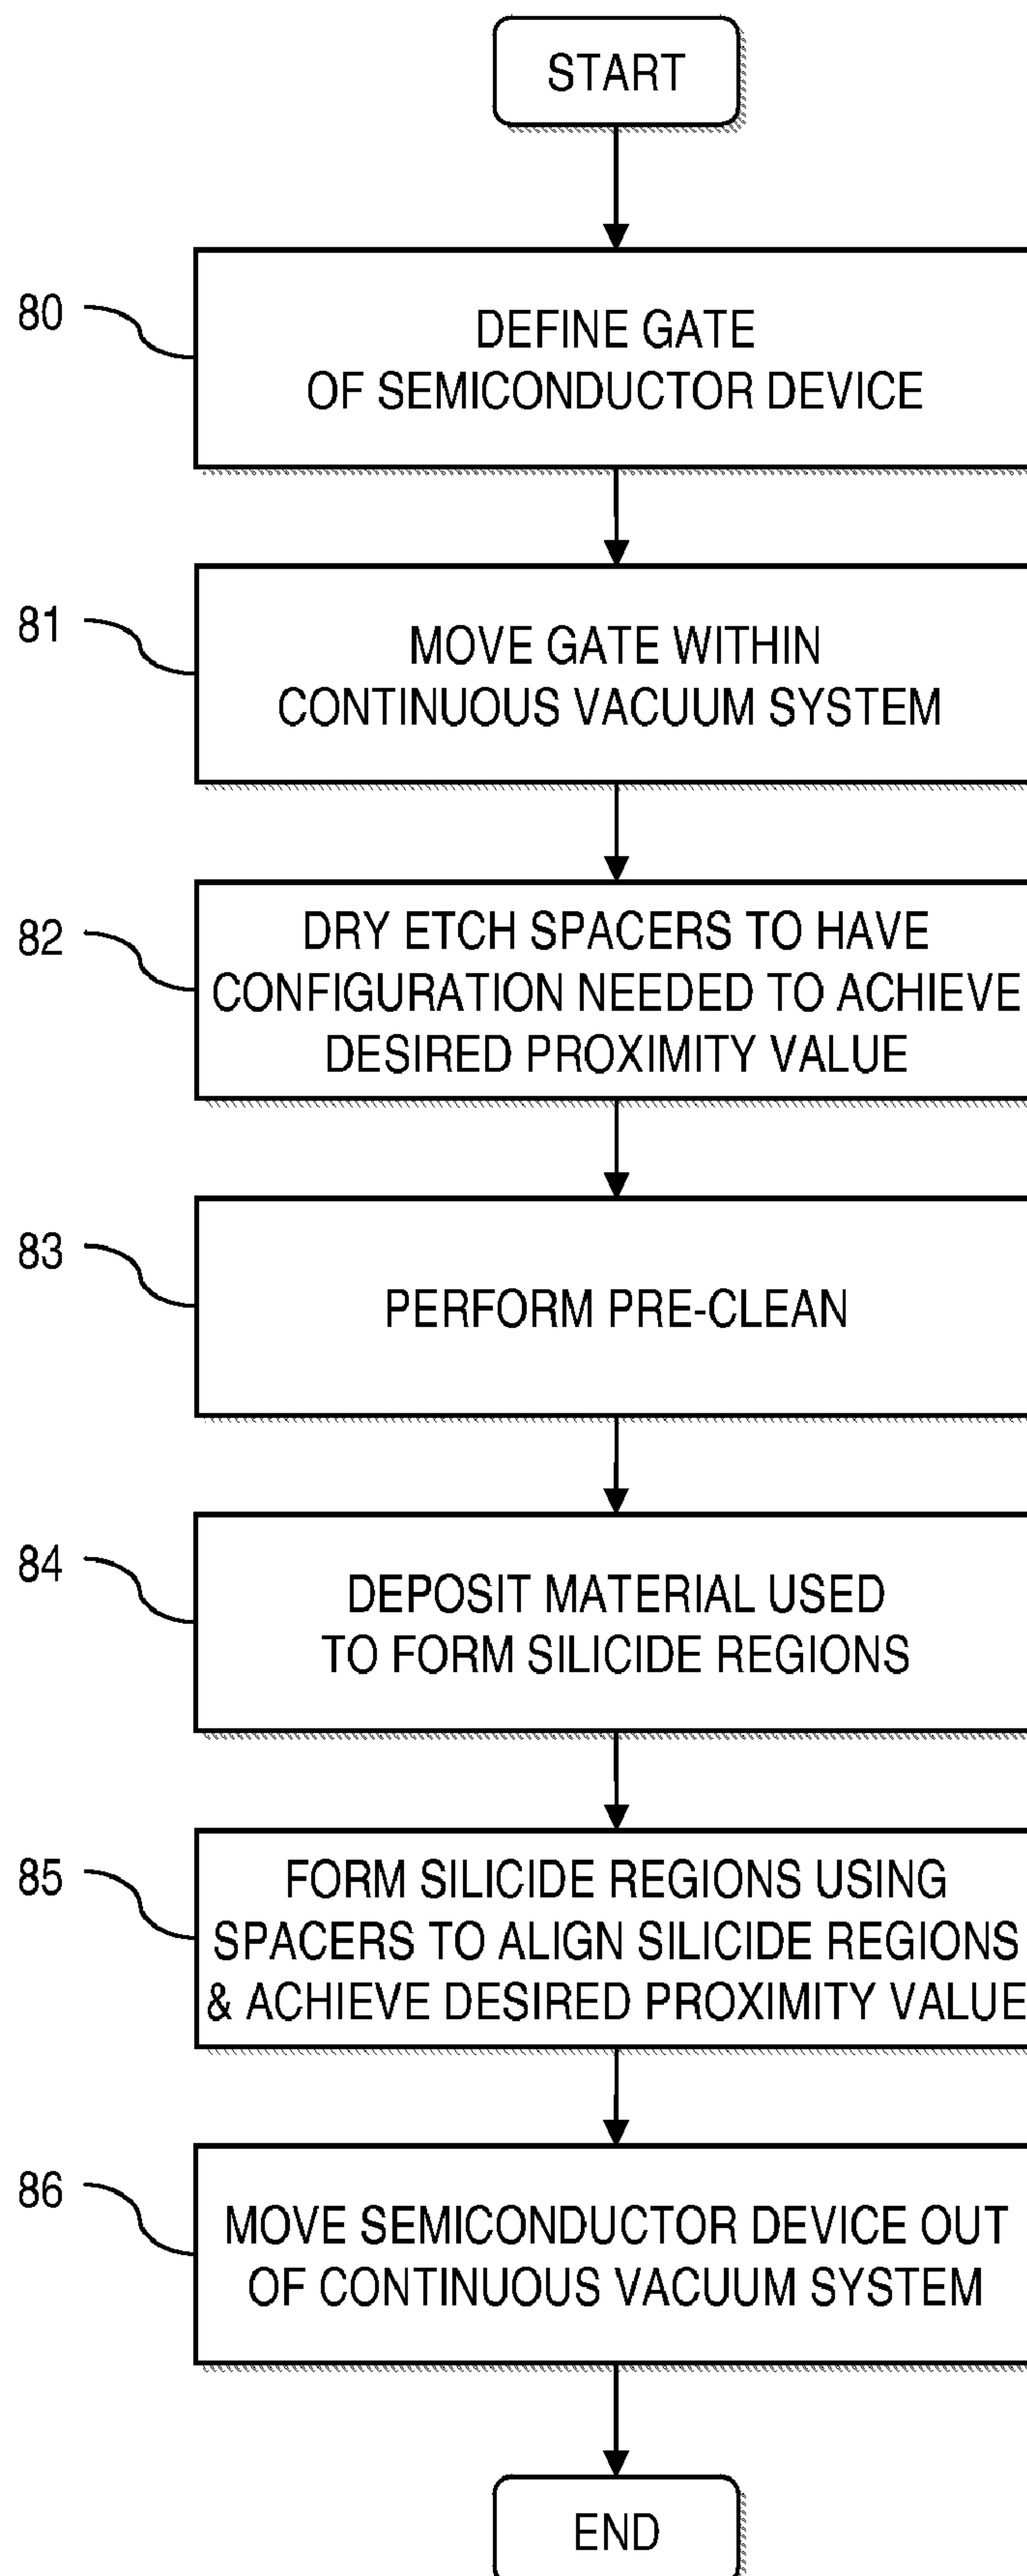 START
80
DEFINE GATE
OF SEMICONDUCTOR DEVICE
81
MOVE GATE WITHIN
CONTINUOUS VACUUM SYSTEM
82
DRY ETCH SPACERS TO HAVE
CONFIGURATION NEEDED TO ACHIEVE
DESIRED PROXIMITY VALUE
83
PERFORM PRE-CLEAN
84
DEPOSIT MATERIAL USED
TO FORM SILICIDE REGIONS
85
FORM SILICIDE REGIONS USING
SPACERS TO ALIGN SILICIDE REGIONS
& ACHIEVE DESIRED PROXIMITY VALUE
86
MOVE SEMICONDUCTOR DEVICE OUT
OF CONTINUOUS VACUUM SYSTEM
END